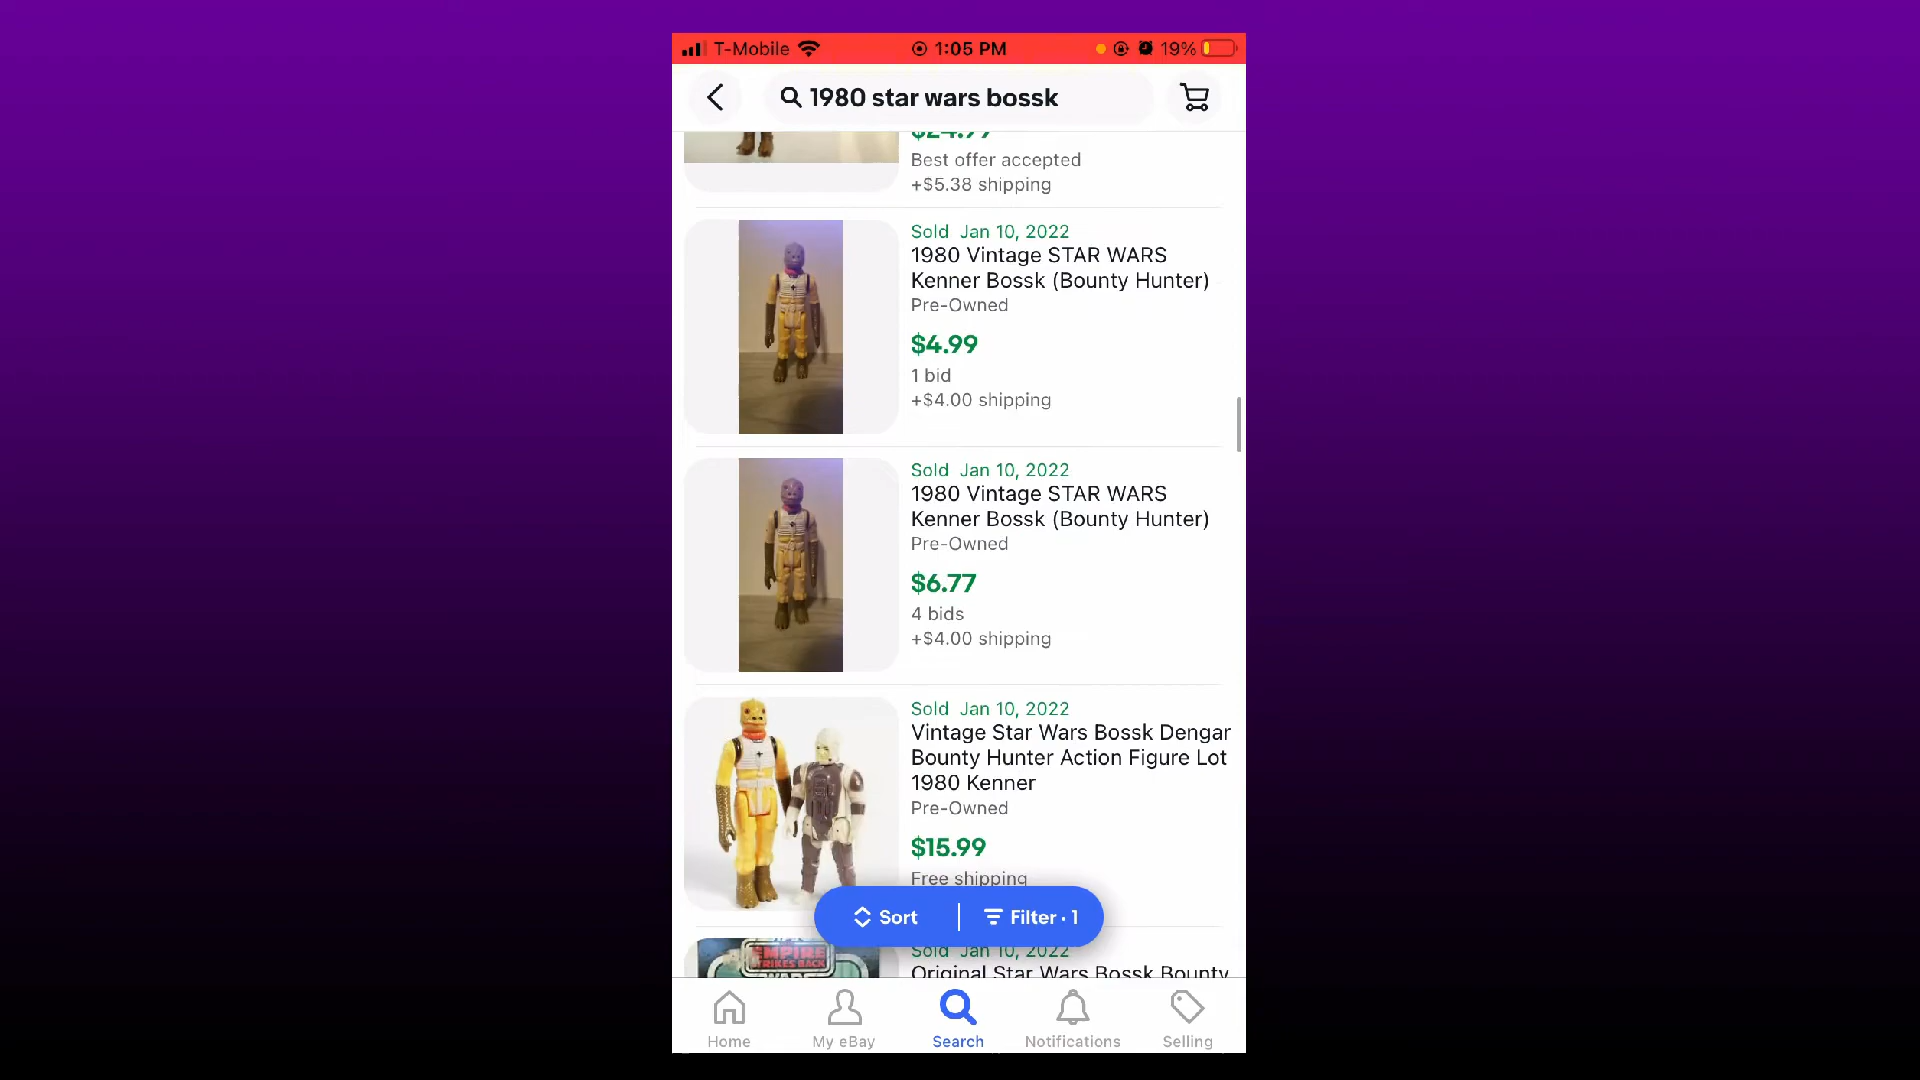 T-Mobile 1:05 PM 19%
1980 star wars bossk
$24.99
Best offer accepted
+$5.38 shipping
Sold Jan 10, 2022
1980 Vintage STAR WARS
Kenner Bossk (Bounty Hunter)
Pre-Owned
$4.99
1 bid
+$4.00 shipping
Sold Jan 10, 2022
1980 Vintage STAR WARS
Kenner Bossk (Bounty Hunter)
Pre-Owned
$6.77
4 bids
+$4.00 shipping
Sold Jan 10, 2022
Vintage Star Wars Bossk Dengar
Bounty Hunter Action Figure Lot
1980 Kenner
Pre-Owned
$15.99
Free shipping
Sort Filter · 1
EMPIRE
STRIKES BACK
Sold Jan 10, 2022
Original Star Wars Bossk Bounty
Home My eBay Search Notifications Selling